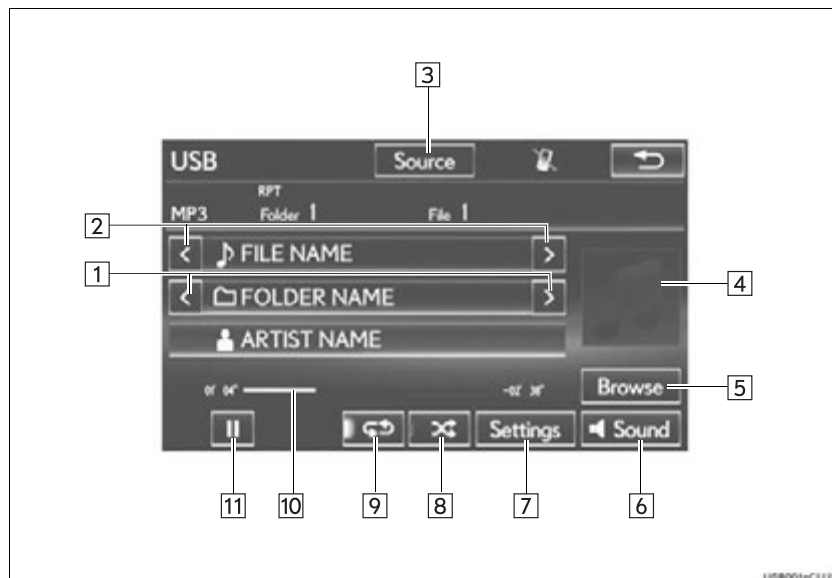 3
USB
Source
RPT
MP3 Folder 1 File 1
2
FILE NAME
1
FOLDER NAME
4
ARTIST NAME
Browse
5
Settings
Sound
11
10
9
8
7
6